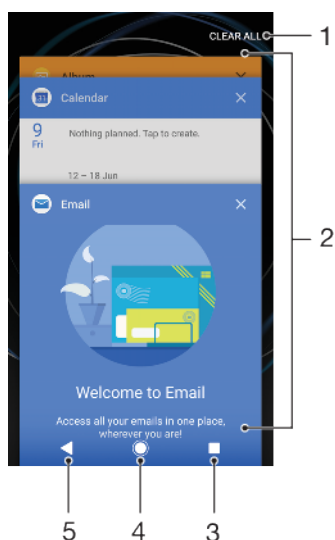 CLEAR ALL
1
Album
31
Calendar
2
9
Fri
Nothing planned. Tap to create.
12 – 18 Jun
Email
Welcome to Email
Access all your emails in one place,
wherever you are!
5
4
3